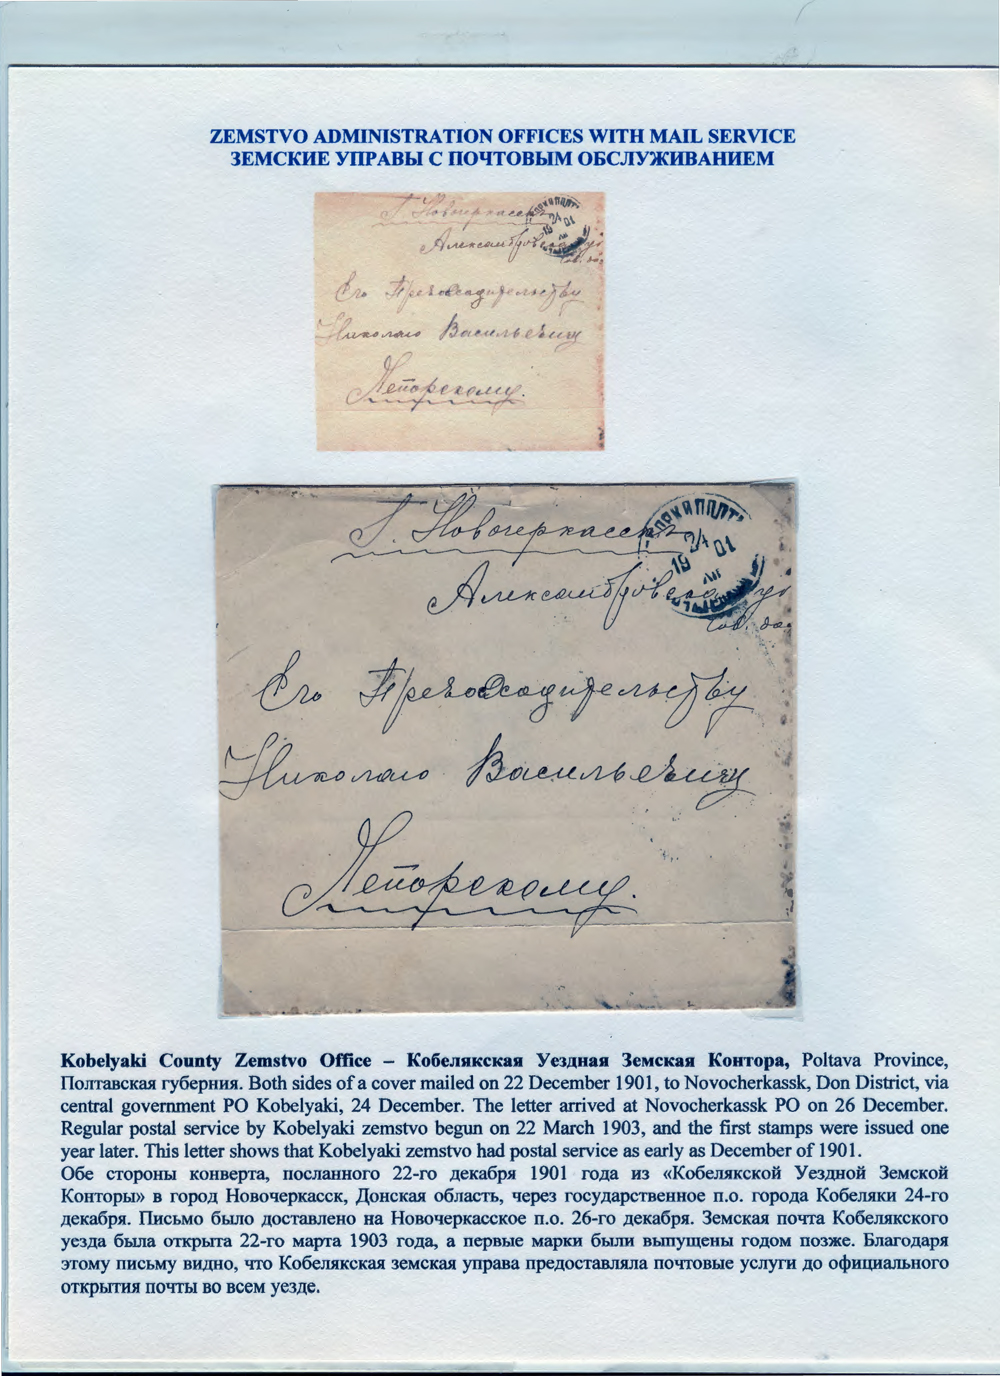 ZEMSTVO ADMINISTRATION OFFICES WITH MAIL SERVICE
ЗЕМСКИЕ УПРАВЫ С ПОЧТОВЫМ ОБСЛУЖИВАНИЕМ
Г. Новочеркасскъ
Его Превосходительству
Николаю Васильевичу
Г. Новочеркасскъ
24
19 01
Его Превосходительству
Николаю Васильевичу
Kobelyaki County Zemstvo Office – Кобелякская Уездная Земская Контора, Poltava Province,
Полтавская губерния. Both sides of a cover mailed on 22 December 1901, to Novocherkassk, Don District, via
central government PO Kobelyaki, 24 December. The letter arrived at Novocherkassk PO on 26 December.
Regular postal service by Kobelyaki zemstvo begun on 22 March 1903, and the first stamps were issued one
year later. This letter shows that Kobelyaki zemstvo had postal service as early as December of 1901.
Обе стороны конверта, посланного 22-го декабря 1901 года из «Кобелякской Уездной Земской
Конторы» в город Новочеркасск, Донская область, через государственное п.о. города Кобеляки 24-го
декабря. Письмо было доставлено на Новочеркасское п.о. 26-го декабря. Земская почта Кобелякского
уезда была открыта 22-го марта 1903 года, а первые марки были выпущены годом позже. Благодаря
этому письму видно, что Кобелякская земская управа предоставляла почтовые услуги до официального
открытия почты во всем уезде.